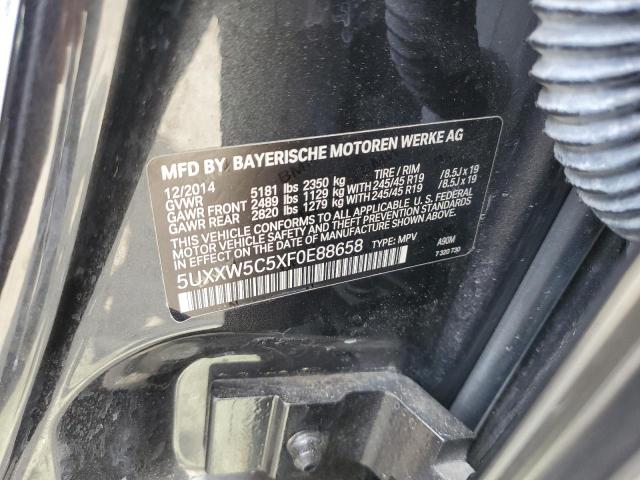 MFD BY BAYERISCHE MOTOREN WERKE AG
12/2014 TIRE / RIM
GVWR 5181 lbs 2350 kg
GAWR FRONT 2489 lbs 1129 kg WITH 245/45 R19 /8.5J x 19
GAWR REAR 2820 lbs 1279 kg WITH 245/45 R19 /8.5J x 19
THIS VEHICLE CONFORMS TO ALL APPLICABLE U.S. FEDERAL
MOTOR VEHICLE SAFETY AND THEFT PREVENTION STANDARDS
IN EFFECT ON THE DATE OF MANUFACTURE SHOWN ABOVE.
5UXXW5C5XF0E88658 TYPE: MPV A90M
7 320 730